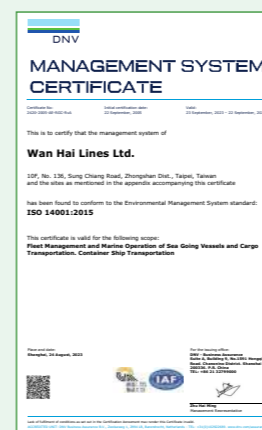 DNV
MANAGEMENT SYSTEM
CERTIFICATE
Certificate No:
Initial certification date:
Valid:
22 September, 2005
23 September, 2023 – 22 September,
This is to certify that the management system of
Wan Hai Lines Ltd.
10F, No. 136, Sung Chiang Road, Zhongshan Dist., Taipei, Taiwan
and the sites as mentioned in the appendix accompanying this certificate
has been found to conform to the Environmental Management System standard:
ISO 14001:2015
This certificate is valid for the following scope:
Fleet Management and Marine Operation of Sea Going Vessels and Cargo
Transportation. Container Ship Transportation
Place and date:
Shanghai, 24 August, 2023
For the issuing office:
DNV - Business Assurance
IAF
Management Representative